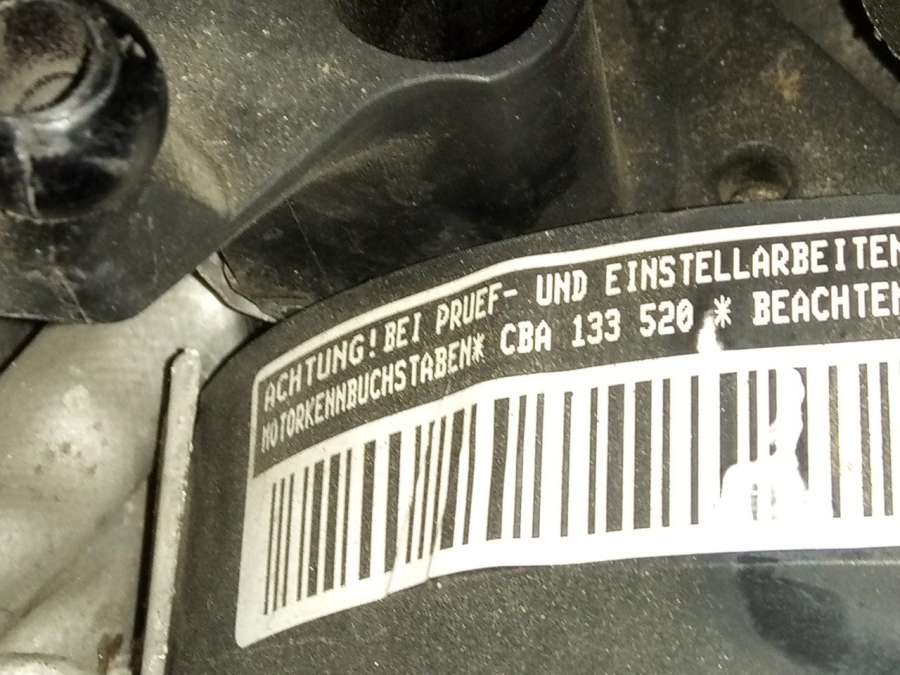 ACHTUNG! BEI PRUEF- UND EINSTELLARBEITEN
MOTORKENNBUCHSTABEN* CBA 133 520 * BEACHTEN